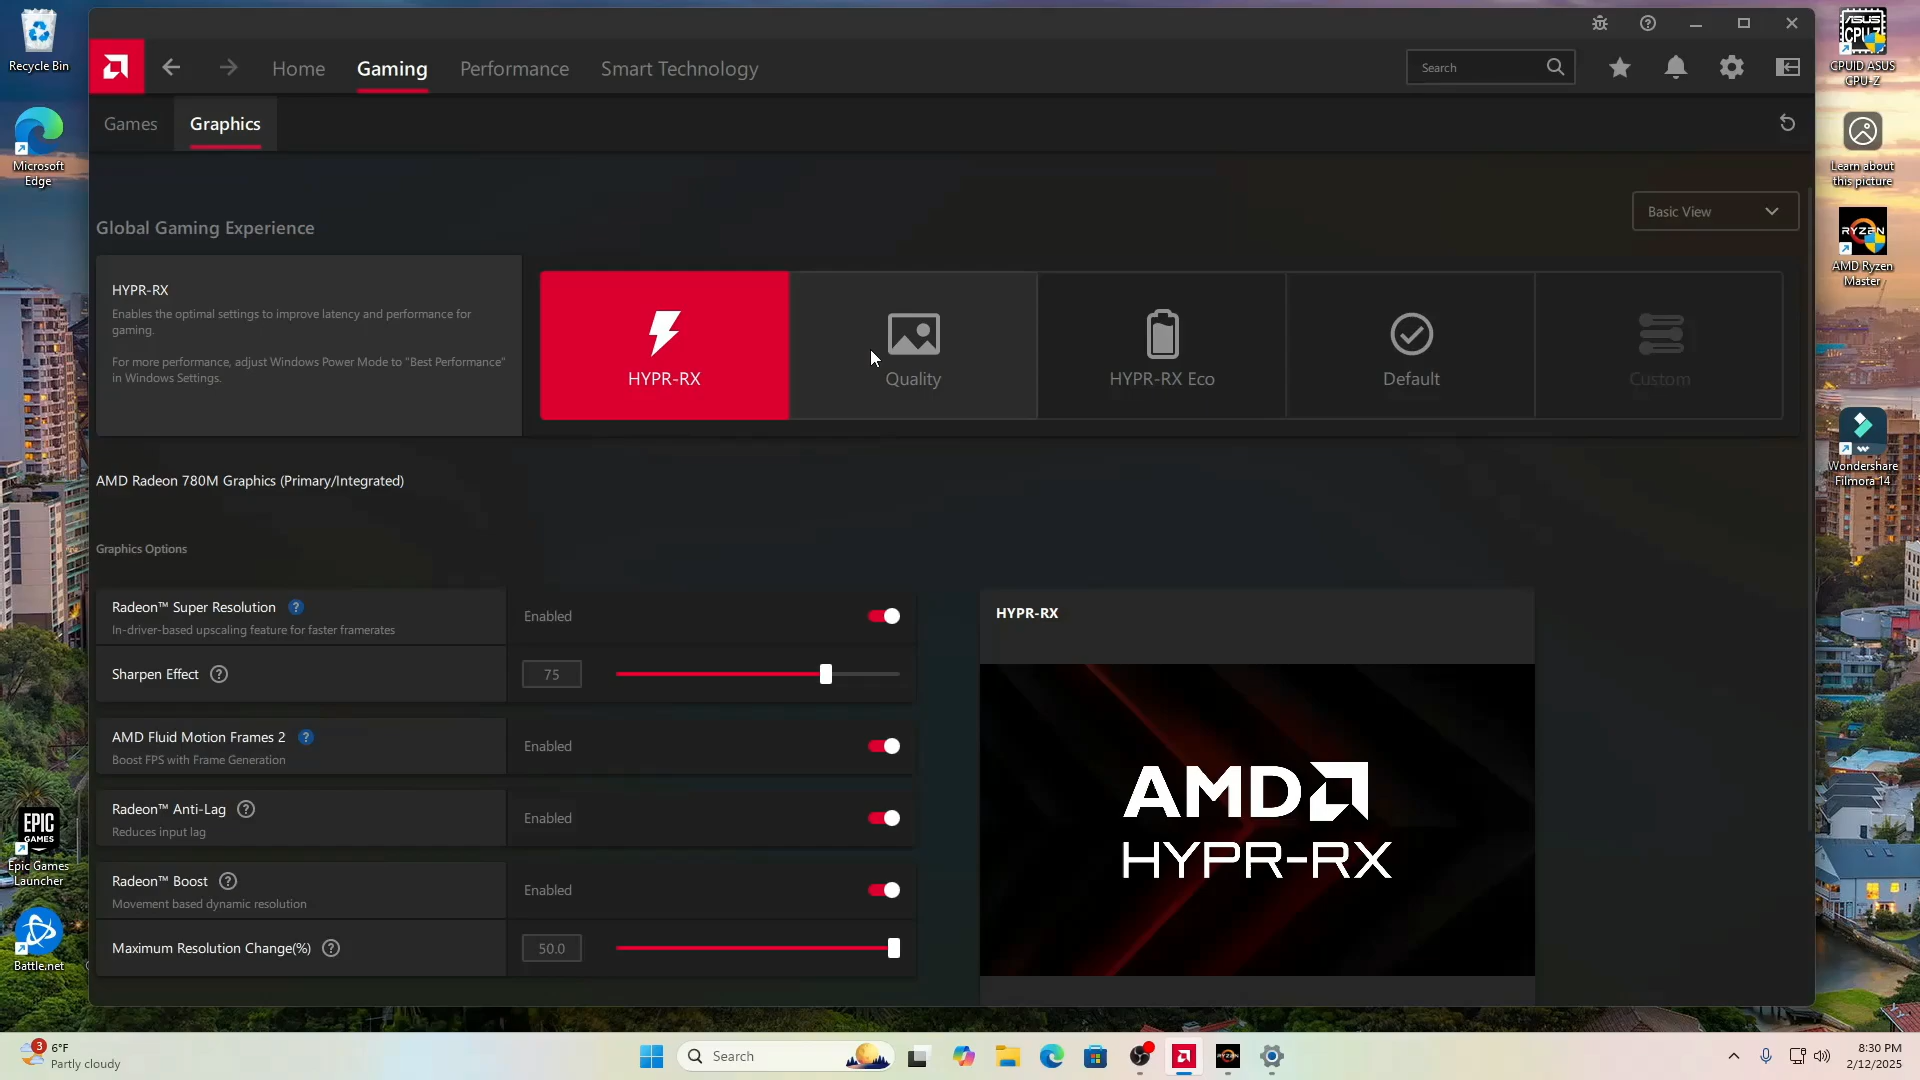 Recycle Bin
Microsoft
Edge
EPIC
GAMES
Epic Games
Launcher
Battle.net
Home
Gaming
Performance
Smart Technology
Search
Games
Graphics
Basic View
Global Gaming Experience
HYPR-RX
Enables the optimal settings to improve latency and performance for
gaming.
For more performance, adjust Windows Power Mode to "Best Performance"
in Windows Settings.
HYPR-RX
Quality
HYPR-RX Eco
Default
Custom
AMD Radeon 780M Graphics (Primary/Integrated)
Graphics Options
Radeon™ Super Resolution
In-driver-based upscaling feature for faster framerates
Enabled
Sharpen Effect
75
AMD Fluid Motion Frames 2
Boost FPS with Frame Generation
Enabled
Radeon™ Anti-Lag
Reduces input lag
Enabled
Radeon™ Boost
Movement based dynamic resolution
Enabled
Maximum Resolution Change(%)
50.0
HYPR-RX
AMD
HYPR-RX
ASUS
CPU-Z
CPUID ASUS
CPU-Z
Learn about
this picture
RYZEN
AMD Ryzen
Master
Wondershare
Filmora 14
3
6°F
Partly cloudy
Search
RYZEN
8:30 PM
2/12/2025